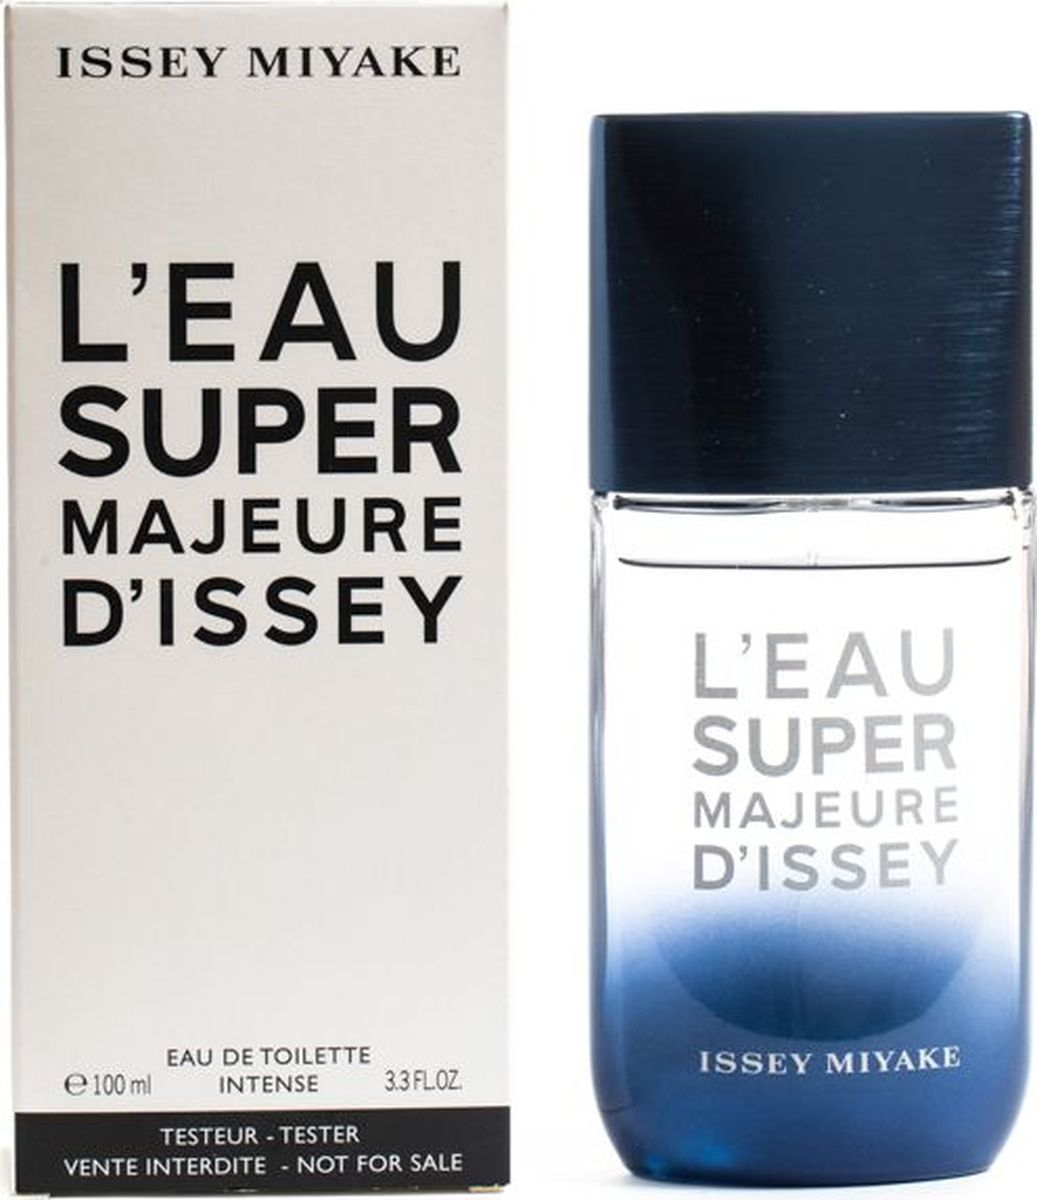 ISSEY MIYAKE
L'EAU
SUPER
MAJEURE
D'ISSEY
EAU DE TOILETTE
℮ 100 ml INTENSE 3.3 FL.OZ.
TESTEUR - TESTER
VENTE INTERDITE - NOT FOR SALE
L'EAU
SUPER
MAJEURE
D'ISSEY
ISSEY MIYAKE